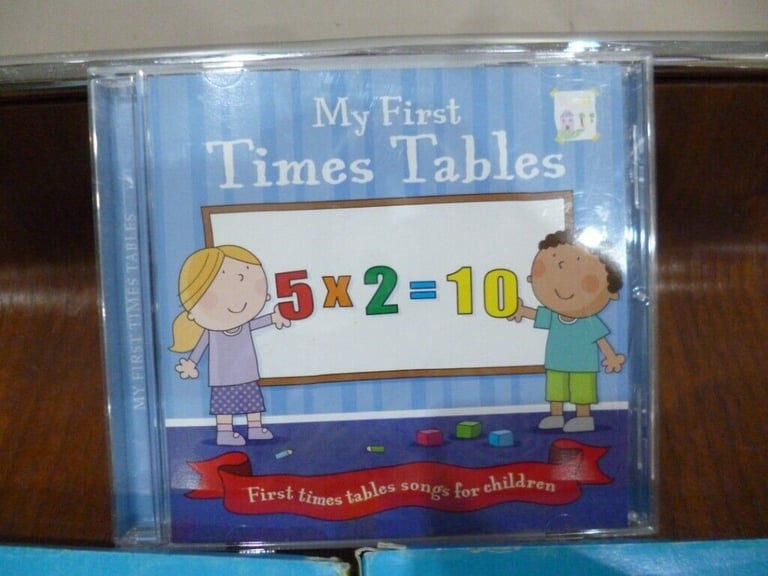 My First
Times Tables
5 x 2 = 10
First times tables songs for children
MY FIRST TIMES TABLES